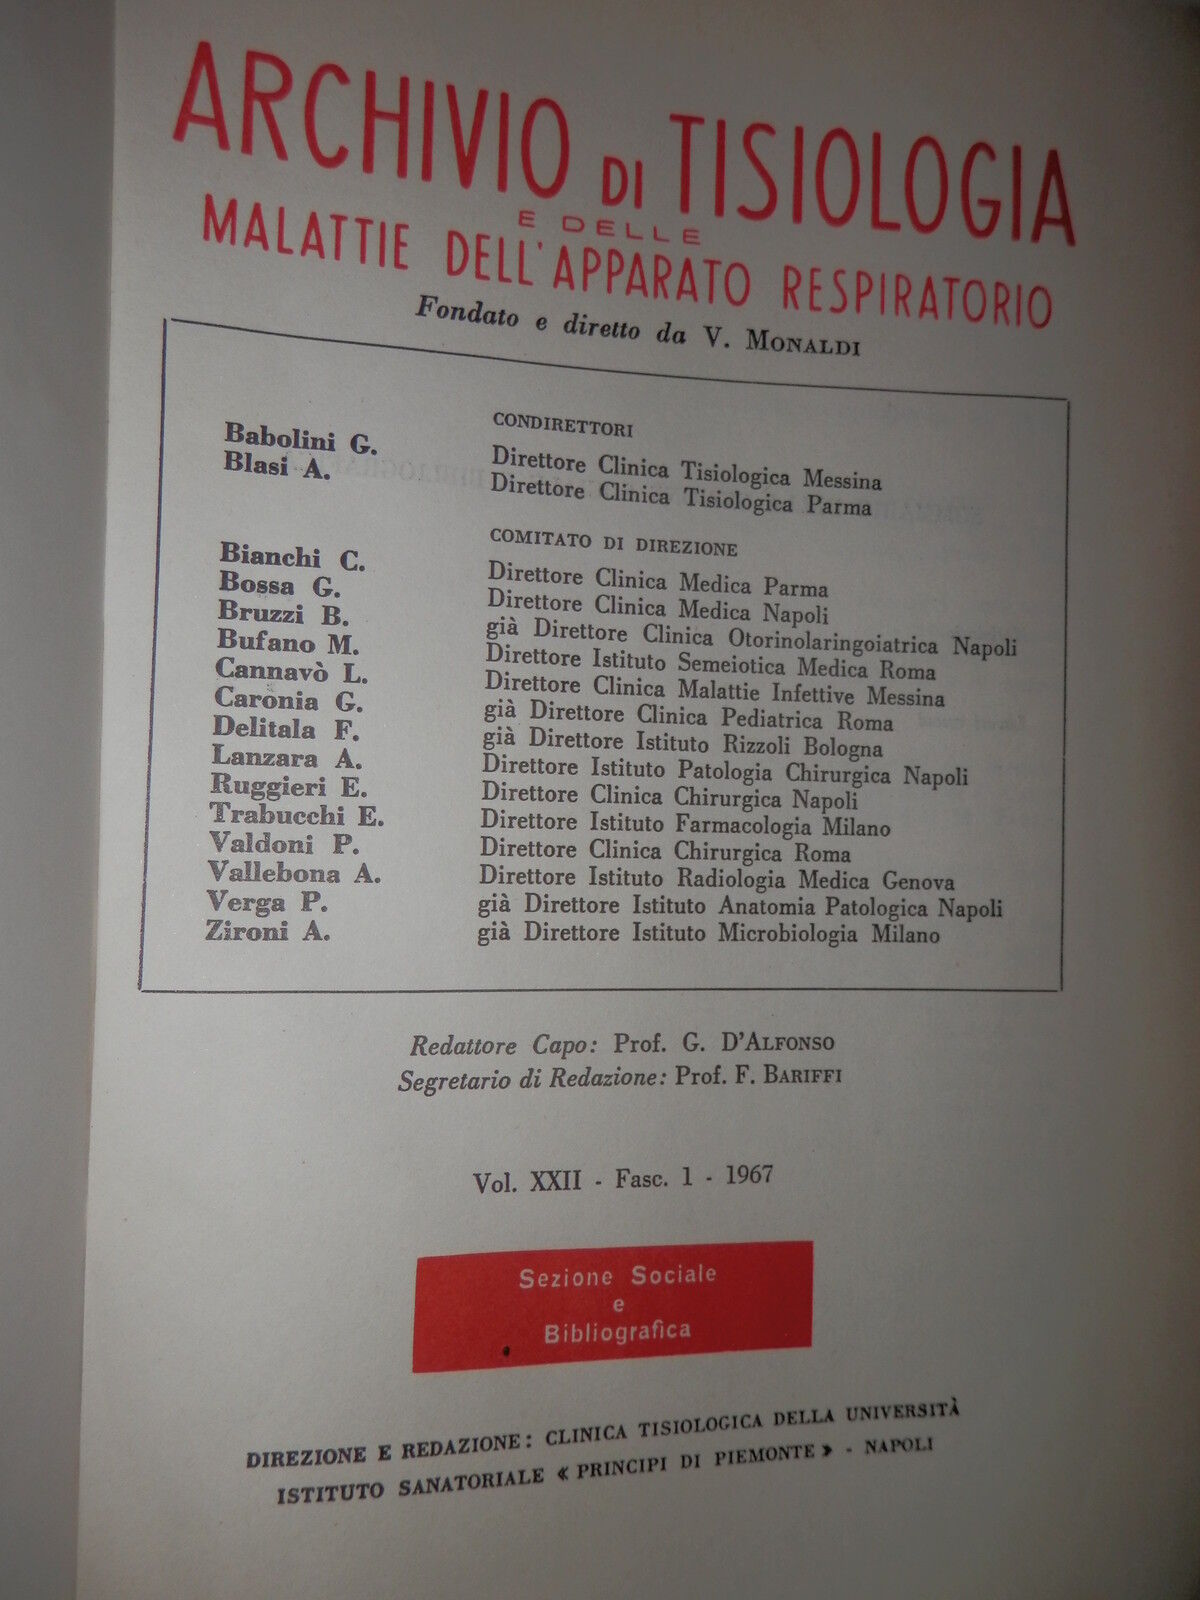 ARCHIVIO DI TISIOLOGIA
E DELLE
MALATTIE DELL'APPARATO RESPIRATORIO
Fondato e diretto da V. MONALDI
CONDIRETTORI
Babolini G. Direttore Clinica Tisiologica Messina
Blasi A. Direttore Clinica Tisiologica Parma
COMITATO DI DIREZIONE
Bianchi C. Direttore Clinica Medica Parma
Bossa G. Direttore Clinica Medica Napoli
Bruzzi B. già Direttore Clinica Otorinolaringoiatrica Napoli
Bufano M. Direttore Istituto Semeiotica Medica Roma
Cannavò L. Direttore Clinica Malattie Infettive Messina
Caronia G. già Direttore Clinica Pediatrica Roma
Delitala F. già Direttore Istituto Rizzoli Bologna
Lanzara A. Direttore Istituto Patologia Chirurgica Napoli
Ruggieri E. Direttore Clinica Chirurgica Napoli
Trabucchi E. Direttore Istituto Farmacologia Milano
Valdoni P. Direttore Clinica Chirurgica Roma
Vallebona A. Direttore Istituto Radiologia Medica Genova
Verga P. già Direttore Istituto Anatomia Patologica Napoli
Zironi A. già Direttore Istituto Microbiologia Milano
Redattore Capo: Prof. G. D'ALFONSO
Segretario di Redazione: Prof. F. BARIFFI
Vol. XXII - Fasc. 1 - 1967
Sezione Sociale
e
Bibliografica
DIREZIONE E REDAZIONE: CLINICA TISIOLOGICA DELLA UNIVERSITÀ
ISTITUTO SANATORIALE « PRINCIPI DI PIEMONTE » - NAPOLI